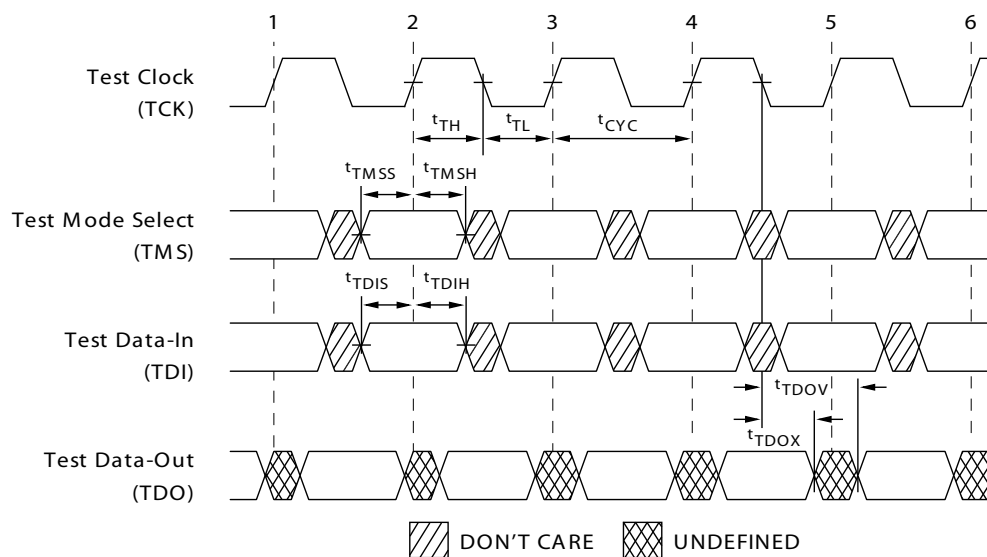 1 2 3 4 5 6
Test Clock
(TCK)
tTH tTL tCYC
tTMSS tTMSH
Test Mode Select
(TMS)
tTDIS tTDIH
Test Data-In
(TDI)
tTDOV
tTDOX
Test Data-Out
(TDO)
DON'T CARE UNDEFINED